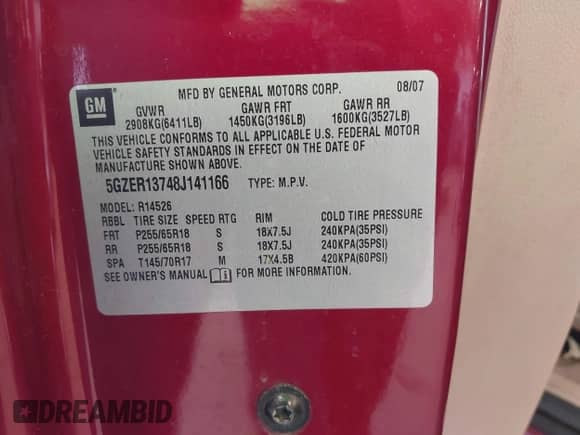 GM
MFD BY GENERAL MOTORS CORP. 08/07
GVWR GAWR FRT GAWR RR
2908KG(6411LB) 1450KG(3196LB) 1600KG(3527LB)
THIS VEHICLE CONFORMS TO ALL APPLICABLE U.S. FEDERAL MOTOR
VEHICLE SAFETY STANDARDS IN EFFECT ON THE DATE OF
MANUFACTURE SHOWN ABOVE.
5GZER13748J141166 TYPE: M.P.V.
MODEL: R14526
RBBL TIRE SIZE SPEED RTG RIM COLD TIRE PRESSURE
FRT P255/65R18 S 18X7.5J 240KPA(35PSI)
RR P255/65R18 S 18X7.5J 240KPA(35PSI)
SPA T145/70R17 M 17X4.5B 420KPA(60PSI)
SEE OWNER'S MANUAL FOR MORE INFORMATION.
DREAMBID